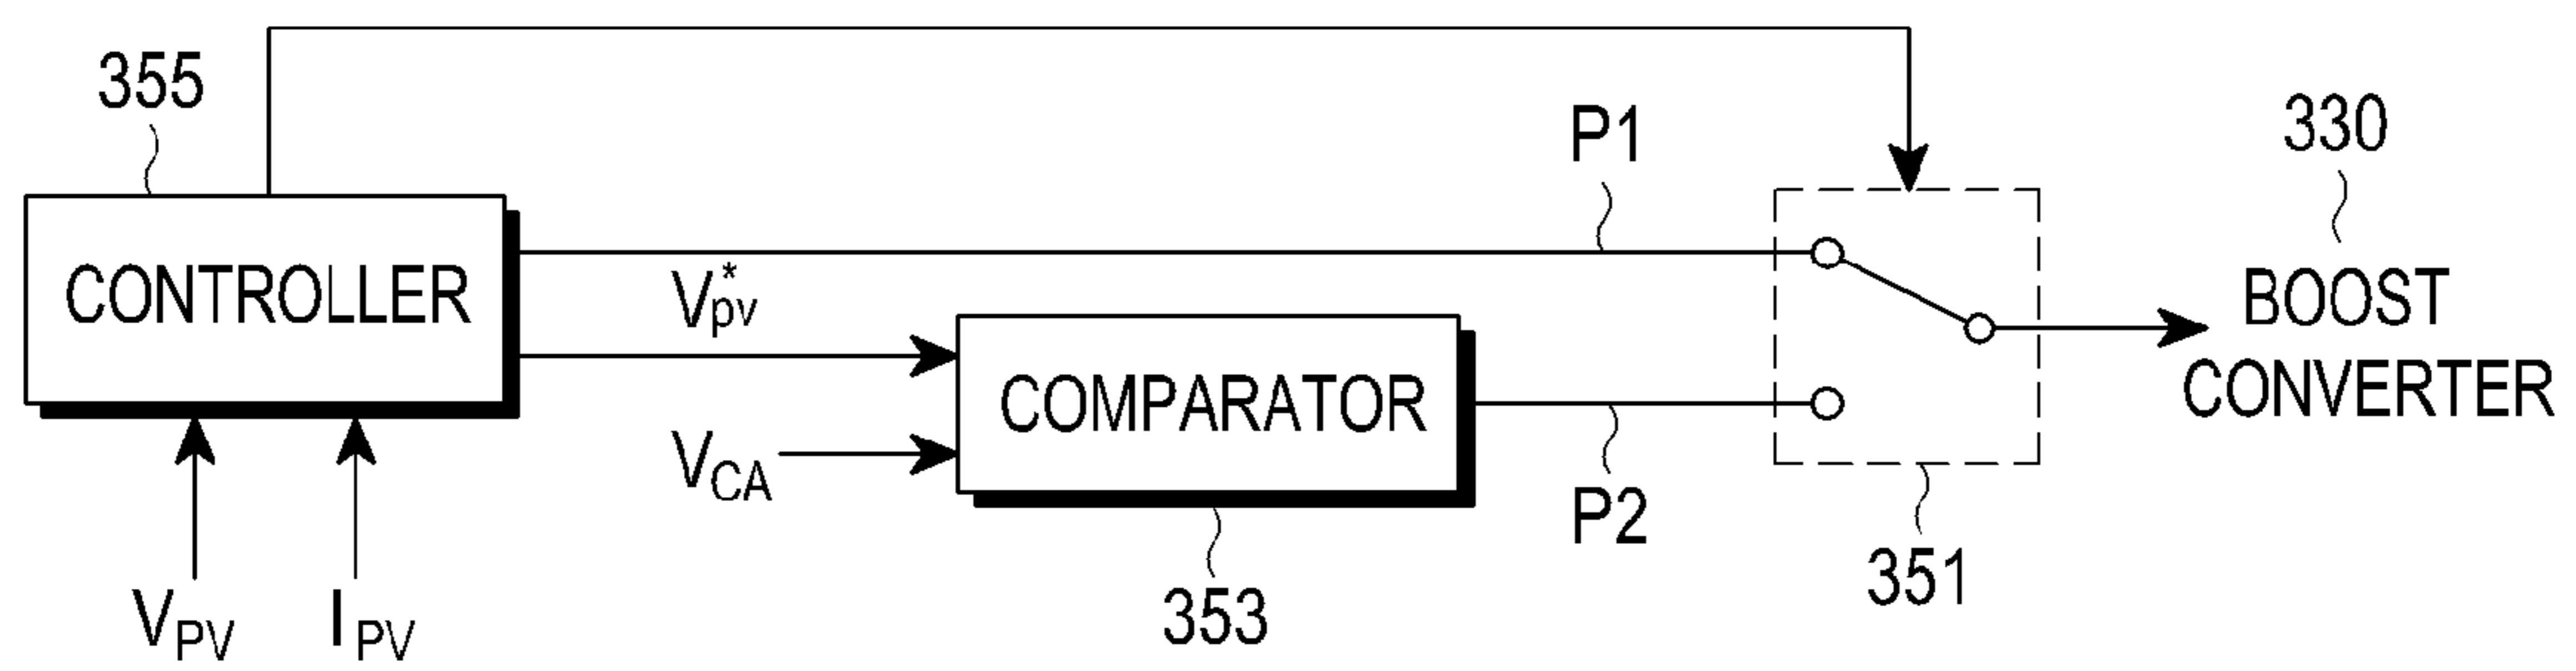 355
P1
330
CONTROLLER
V*pv
BOOST
CONVERTER
COMPARATOR
VCA
P2
351
353
VPV
IPV